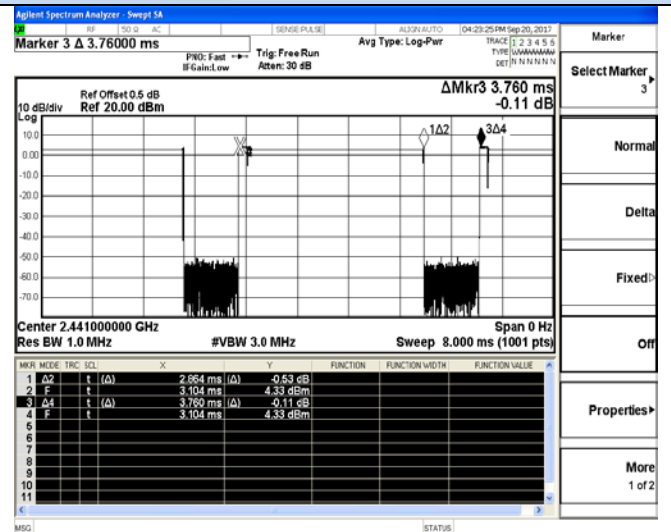 Agilent Spectrum Analyzer - Swept SA
RF 50 Ω AC SENSE:PULSE ALIGN AUTO 04:23:25 PM Sep 20, 2017
Marker 3 Δ 3.76000 ms
PNO: Fast Trig: Free Run
IFGain:Low Atten: 30 dB
Avg Type: Log-Pwr
TRACE 1 2 3 4 5 6
TYPE
DET N N N N N N
Ref Offset 0.5 dB
10 dB/div Ref 20.00 dBm
ΔMkr3 3.760 ms
-0.11 dB
Log
10.0
0.00
-10.0
-20.0
-30.0
-40.0
-50.0
-60.0
-70.0
1Δ2
3Δ4
Center 2.441000000 GHz Span 0 Hz
Res BW 1.0 MHz #VBW 3.0 MHz Sweep 8.000 ms (1001 pts)
MKR MODE TRC SCL X Y FUNCTION FUNCTION WIDTH FUNCTION VALUE
1 Δ2 t (Δ) 2.864 ms (Δ) -0.53 dB
2 F t 3.104 ms 4.33 dBm
3 Δ4 t (Δ) 3.760 ms (Δ) -0.11 dB
4 F t 3.104 ms 4.33 dBm
5
6
7
8
9
10
11
MSG STATUS
Marker
Select Marker
3
Normal
Delta
Fixed
Off
Properties
More
1 of 2